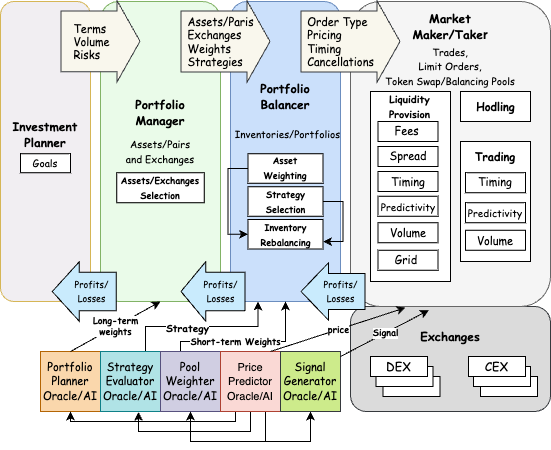 Terms
Volume
Risks
Assets/Paris
Exchanges
Weights
Strategies
Order Type
Pricing
Timing
Cancellations
Market
Maker/Taker
Trades,
Limit Orders,
Token Swap/Balancing Pools
Investment
Planner
Goals
Portfolio
Manager
Assets/Pairs
and Exchanges
Assets/Exchanges
Selection
Portfolio
Balancer
Inventories/Portfolios
Asset
Weighting
Strategy
Selection
Inventory
Rebalancing
Liquidity
Provision
Fees
Spread
Timing
Predictivity
Volume
Grid
Hodling
Trading
Timing
Predictivity
Volume
Profits/
Losses
Profits/
Losses
Profits/
Losses
Long-term
weights
Strategy
Short-term Weights
price
Signal
Portfolio
Planner
Oracle/AI
Strategy
Evaluator
Oracle/AI
Pool
Weighter
Oracle/AI
Price
Predictor
Oracle/AI
Signal
Generator
Oracle/AI
Exchanges
DEX
CEX